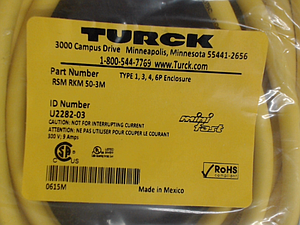 TURCK
3000 Campus Drive Minneapolis, Minnesota 55441-2656
1-800-544-7769 www.Turck.com
Part Number TYPE 1, 3, 4, 6P Enclosure
RSM RKM 50-3M
ID Number
U2282-03
mini fast
CAUTION: NOT FOR INTERRUPTING CURRENT
ATTENTION: NE PAS UTILISER POUR COUPER LE COURANT
300 V; 9 Amps
RoHS
compliant
0615M Made in Mexico